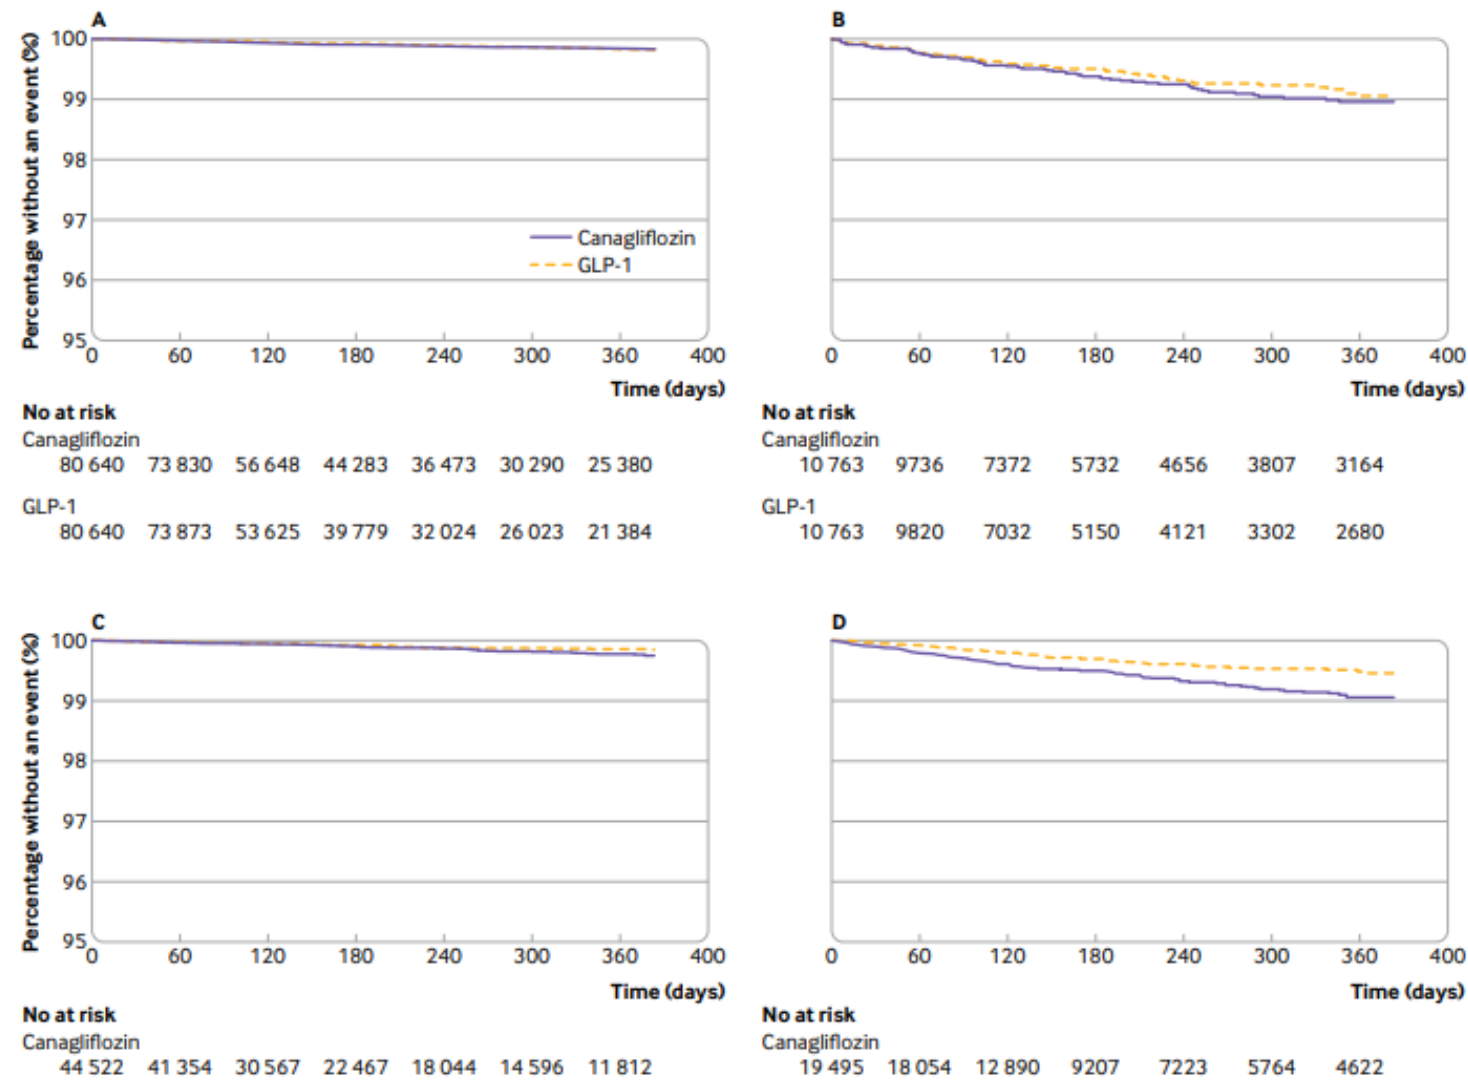 A
Percentage without an event (%)
100
99
98
97
96
95
Canagliflozin
GLP-1
0 60 120 180 240 300 360 400
Time (days)
No at risk
Canagliflozin
80 640 73 830 56 648 44 283 36 473 30 290 25 380
GLP-1
80 640 73 873 53 625 39 779 32 024 26 023 21 384
B
0 60 120 180 240 300 360 400
Time (days)
No at risk
Canagliflozin
10 763 9736 7372 5732 4656 3807 3164
GLP-1
10 763 9820 7032 5150 4121 3302 2680
C
Percentage without an event (%)
100
99
98
97
96
95
0 60 120 180 240 300 360 400
Time (days)
No at risk
Canagliflozin
44 522 41 354 30 567 22 467 18 044 14 596 11 812
D
0 60 120 180 240 300 360 400
Time (days)
No at risk
Canagliflozin
19 495 18 054 12 890 9207 7223 5764 4622